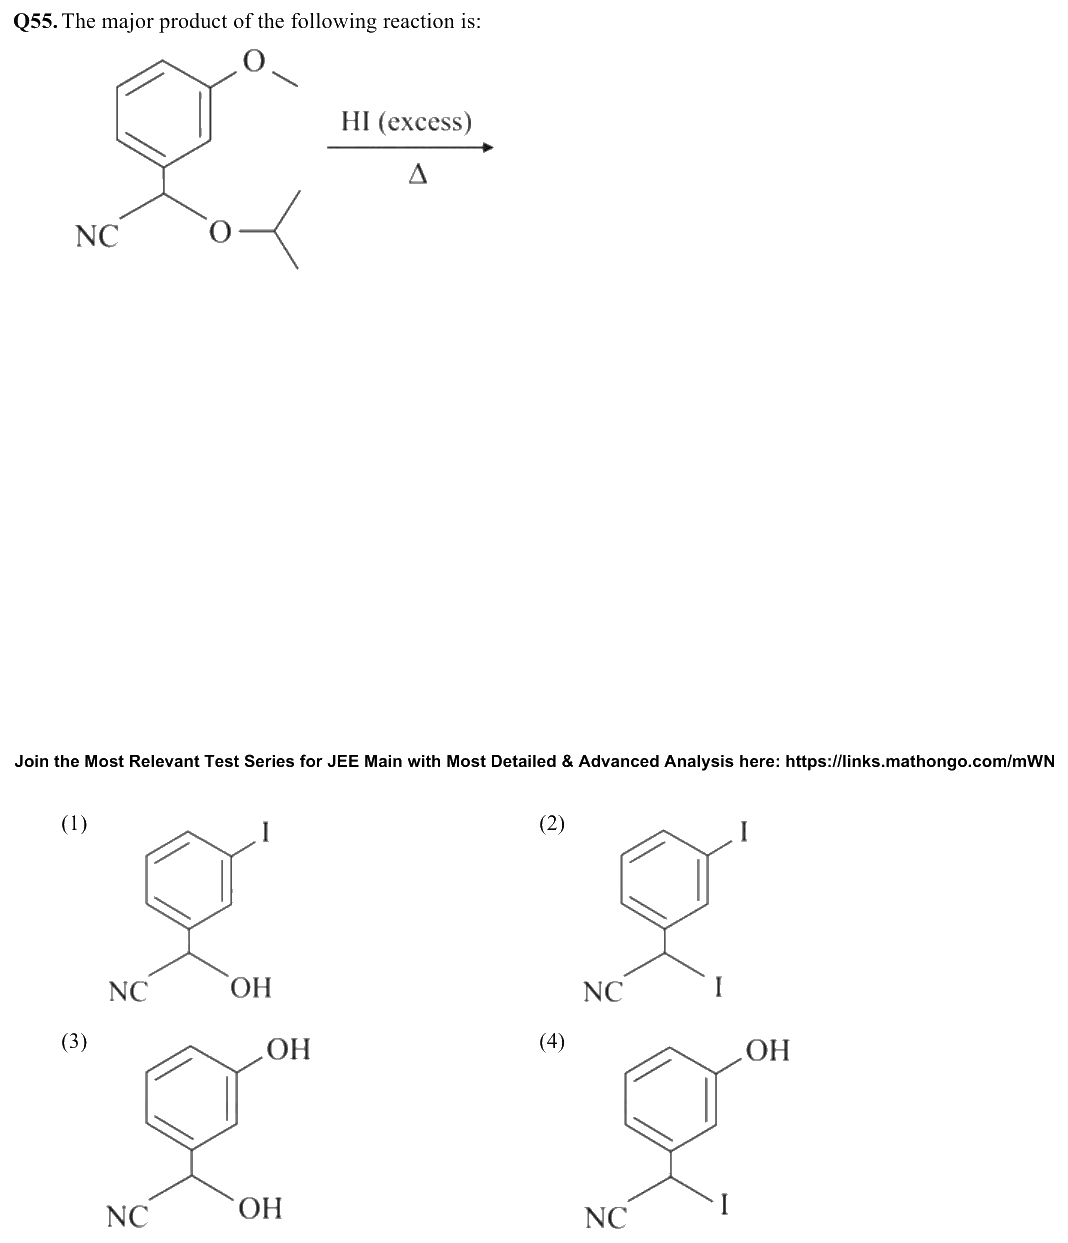 Q55. The major product of the following reaction is:
O
HI (excess)
Δ
NC
O
Join the Most Relevant Test Series for JEE Main with Most Detailed & Advanced Analysis here: https://links.mathongo.com/mWN
(1)
I
NC
OH
(2)
I
NC
I
(3)
OH
NC
OH
(4)
OH
NC
I